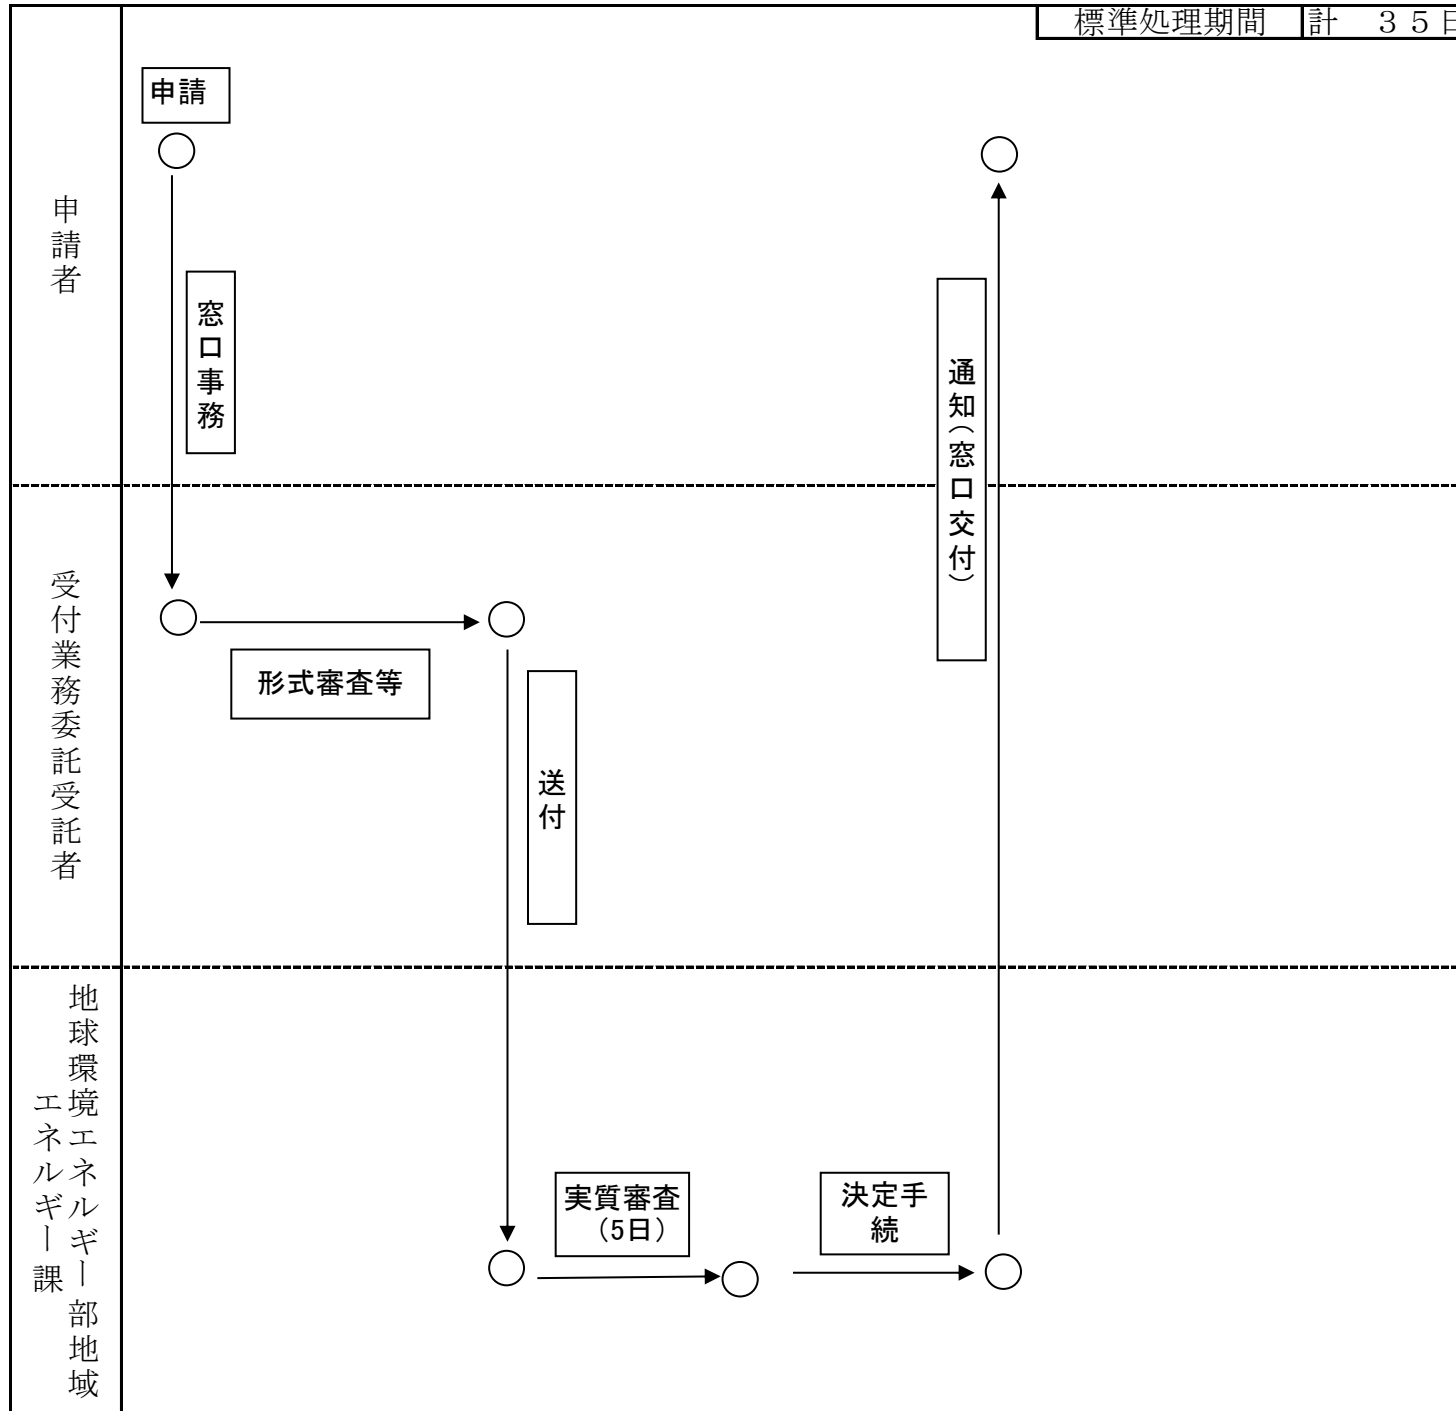 標準処理期間 計 35日
申請
申請者
窓口事務
通知（窓口交付）
受付業務委託受託者
形式審査等
送付
地球環境エネルギー部地域
エネルギー課
実質審査
（5日）
決定手
続